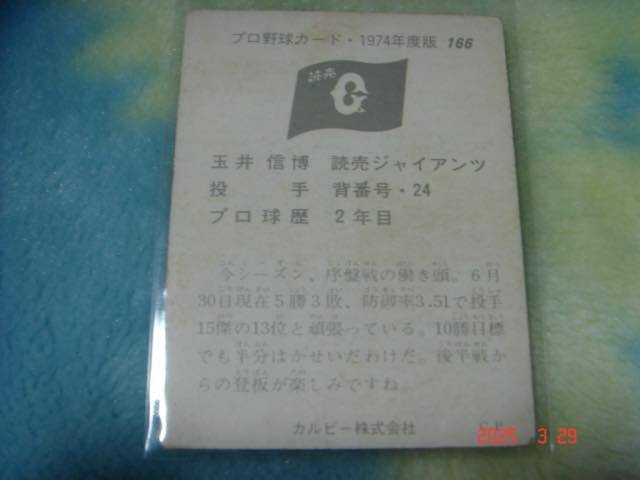 プロ野球カード・1974年度版 166
読売
G
玉井 信博 読売ジャイアンツ
投 手 背番号・24
プロ球歴 2年目
今シーズン、序盤戦の働き頭。6月
30日現在5勝3敗、防御率3.51で投手
15傑の13位と頑張っている。10勝目標
でも半分はかせいだわけだ。後半戦か
らの登板が楽しみですね。
カルビー株式会社
2025 3 29